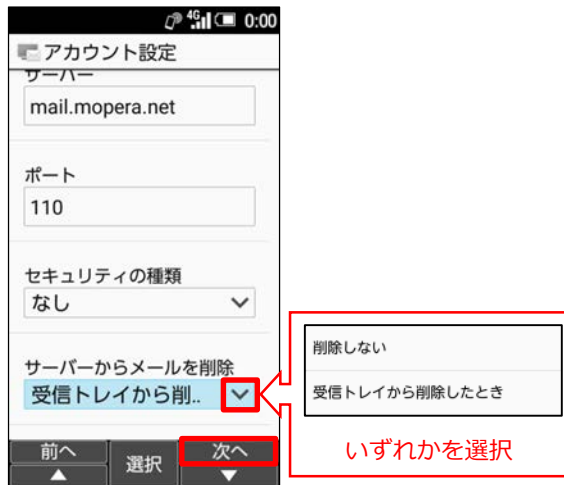 4G 0:00
アカウント設定
サーバー
mail.mopera.net
ポート
110
セキュリティの種類
なし
サーバーからメールを削除
受信トレイから削..
削除しない
受信トレイから削除したとき
いずれかを選択
前へ 選択 次へ